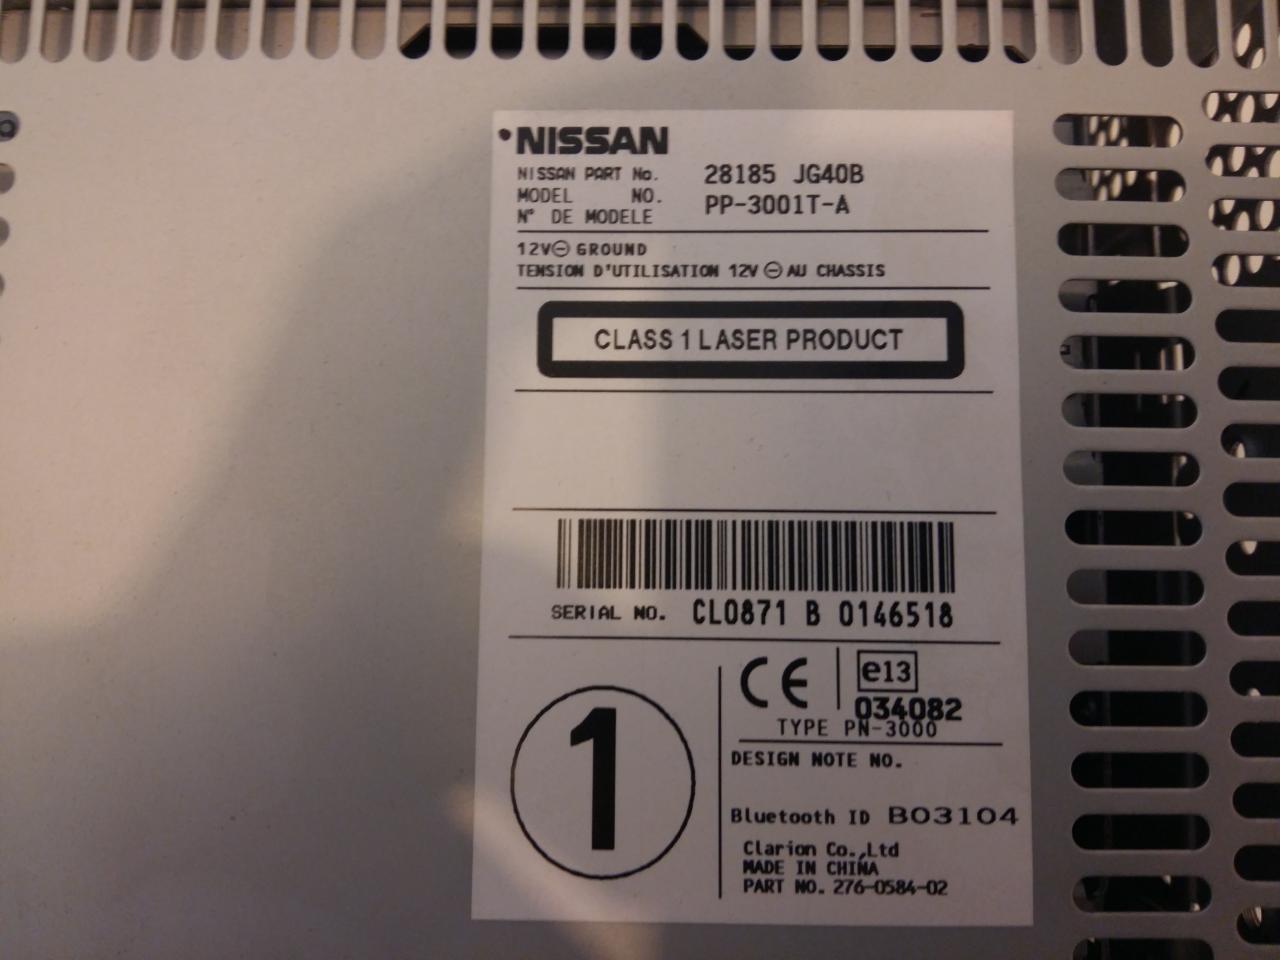 NISSAN
NISSAN PART No. 28185 JG40B
MODEL NO. PP-3001T-A
N° DE MODELE
12V⊖ GROUND
TENSION D'UTILISATION 12V ⊖ AU CHASSIS
CLASS 1 LASER PRODUCT
SERIAL NO. CL0871 B 0146518
1
CE e13
034082
TYPE PN-3000
DESIGN NOTE NO.
Bluetooth ID B03104
Clarion Co.,Ltd
MADE IN CHINA
PART NO. 276-0584-02